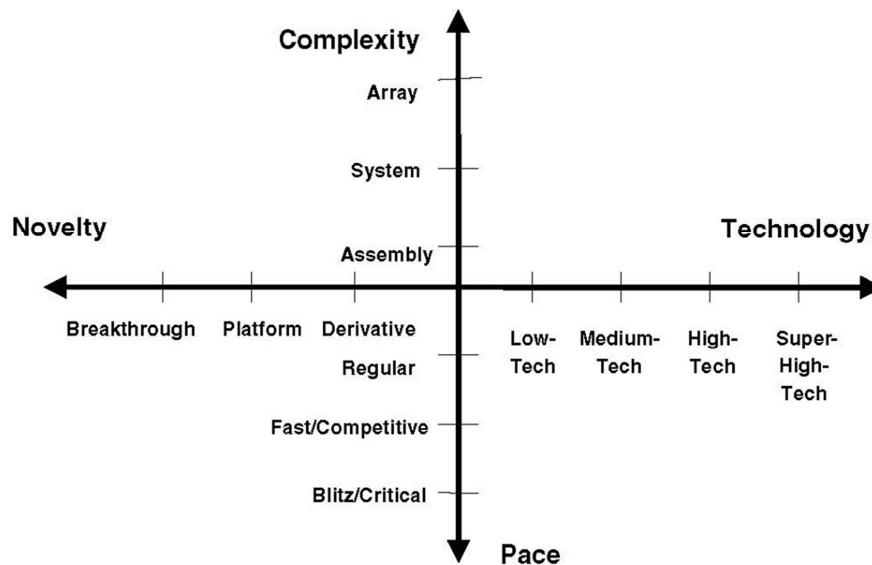 Complexity
Array
System
Novelty
Technology
Assembly
Breakthrough Platform Derivative
Low-
Tech
Medium-
Tech
High-
Tech
Super-
High-
Tech
Regular
Fast/Competitive
Blitz/Critical
Pace